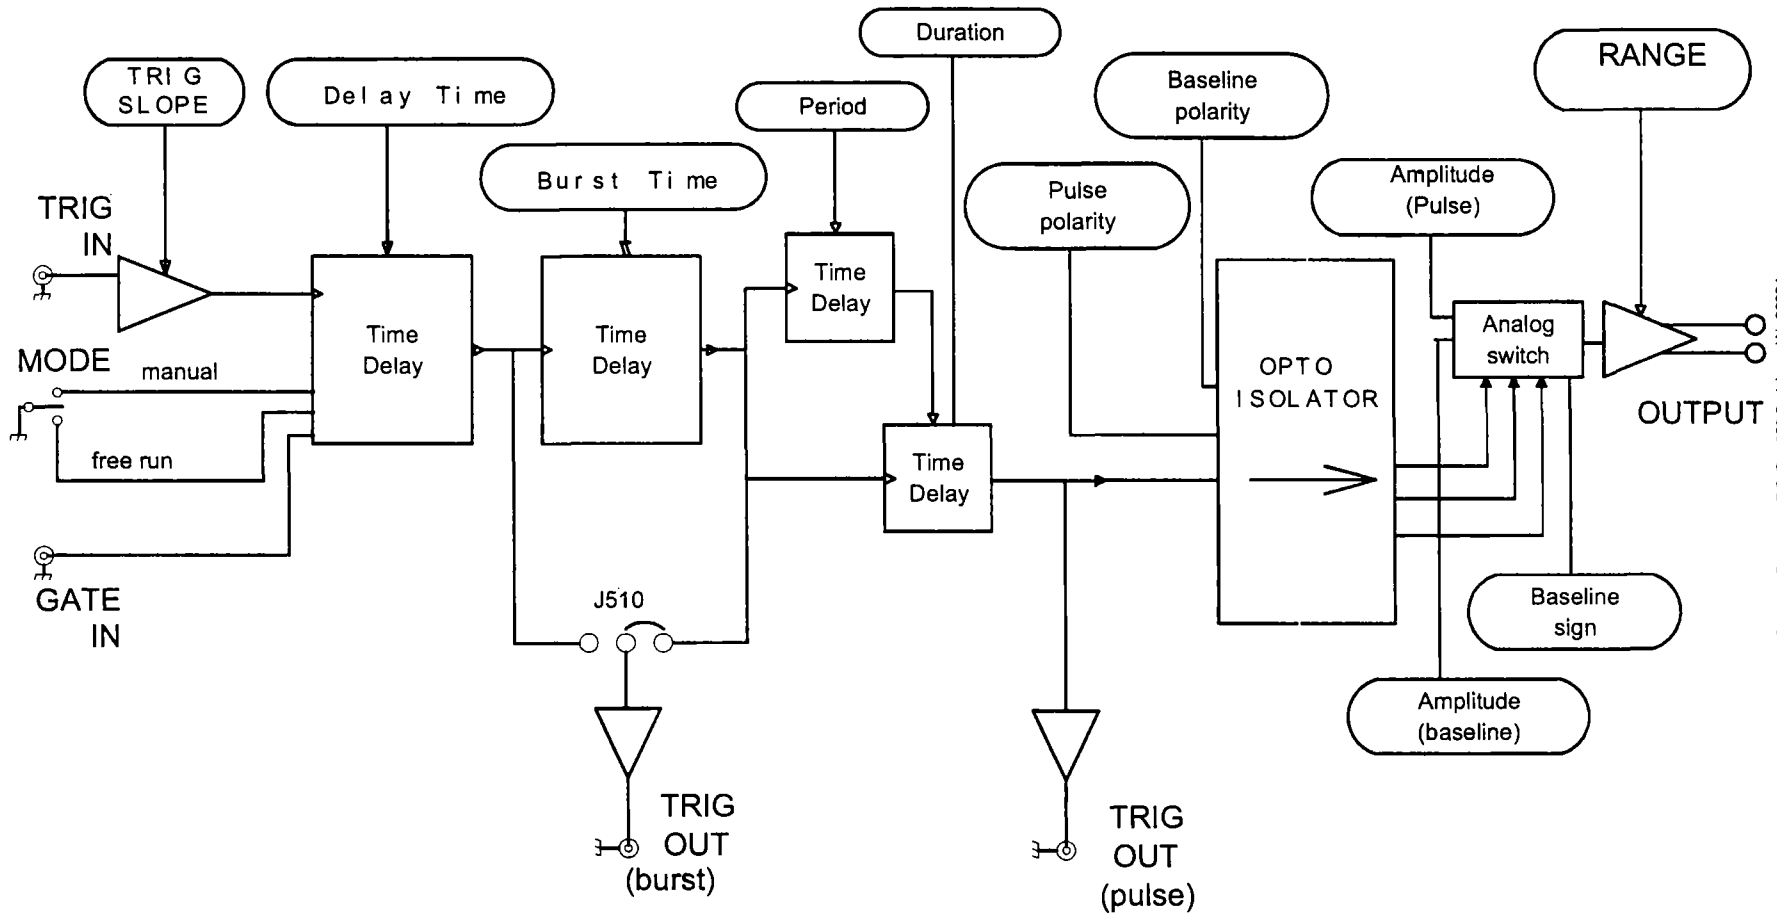 Duration
TRIG
SLOPE
Delay Time
Period
Baseline
polarity
RANGE
Burst Time
Pulse
polarity
Amplitude
(Pulse)
TRIG
IN
Time
Delay
Time
Delay
Time
Delay
Analog
switch
MODE
manual
OPTO
ISOLATOR
OUTPUT
free run
Time
Delay
GATE
IN
J510
Baseline
sign
Amplitude
(baseline)
TRIG
OUT
(burst)
TRIG
OUT
(pulse)